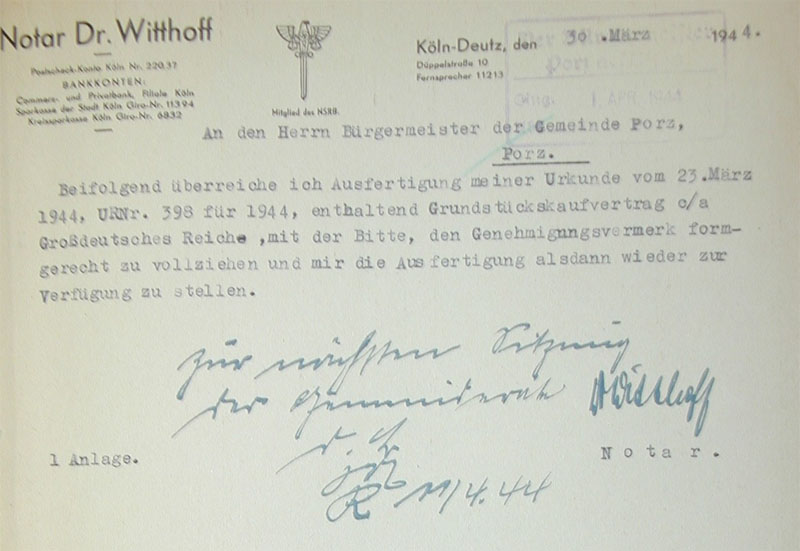 Notar Dr. Witthoff
Postscheck-Konto Köln Nr. 220.37
BANKKONTEN:
Commerz- und Privatbank, Filiale Köln
Sparkasse der Stadt Köln Giro-Nr. 11394
Kreissparkasse Köln Giro-Nr. 6832
Mitglied des NSRB.
Köln-Deutz, den 30 .März 1944.
Düppelstraße 10
Fernsprecher 11213
1. APR. 1944
An den Herrn Bürgermeister der Gemeinde Porz,
Porz.
Beifolgend überreiche ich Ausfertigung meiner Urkunde vom 23.März
1944, URNr. 398 für 1944, enthaltend Grundstückskaufvertrag c/a
Großdeutsches Reich ,mit der Bitte, den Genehmigungsvermerk form-
gerecht zu vollziehen und mir die Ausfertigung alsdann wieder zur
Verfügung zu stellen.
Zur nächsten Sitzung
der Gemeinderäte
Witthoff
1 Anlage.
Notar.
19/4.44